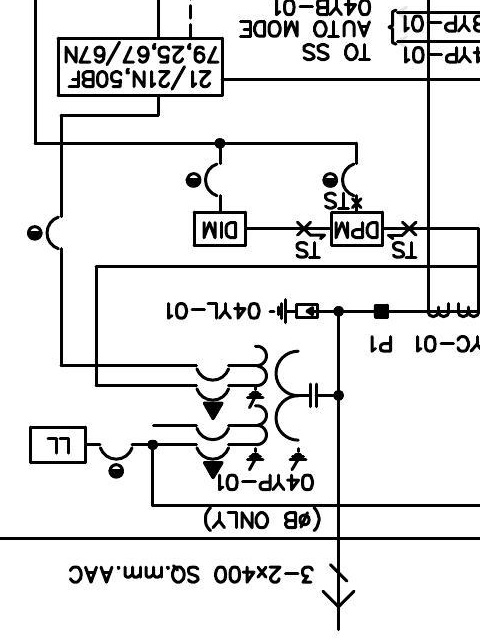 3-2x400 SQ.mm.AAC
(øB ONLY)
04YP-01
LL
YC-01
P1
04YL-01
TS
TS
DPM
DIM
TS
21/21N,50BF
79,25,67/67N
4YP-01
3YP-01
TO SS
AUTO MODE
04YB-01